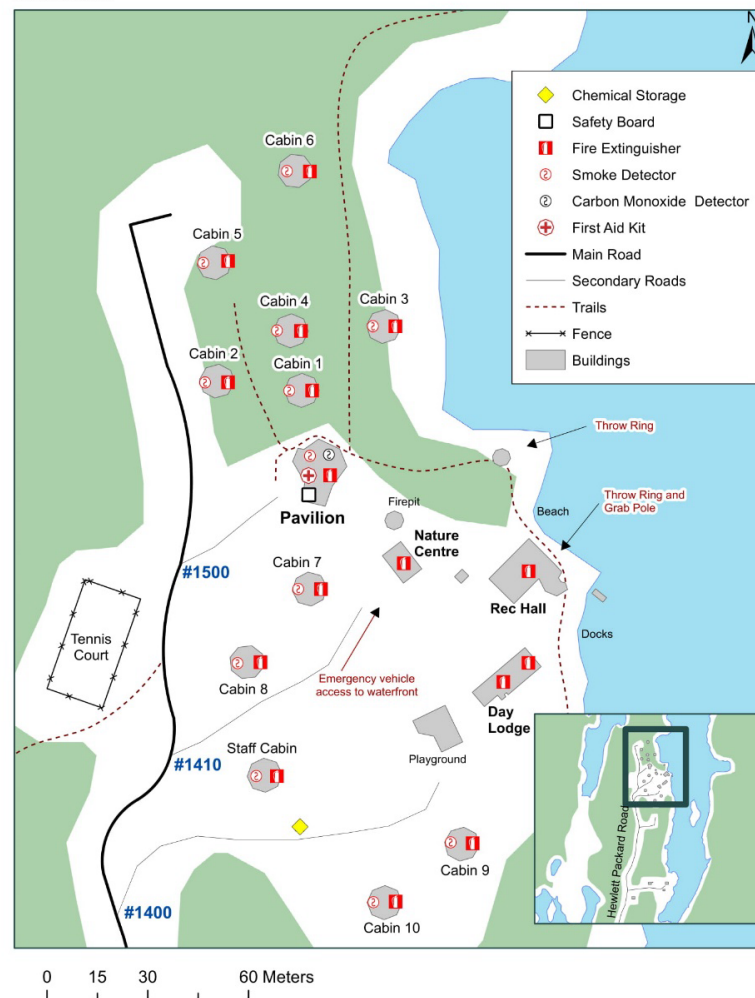 N
Chemical Storage
Safety Board
Fire Extinguisher
Smoke Detector
Carbon Monoxide Detector
First Aid Kit
Main Road
Secondary Roads
Trails
Fence
Buildings
Cabin 6
Cabin 5
Cabin 4
Cabin 3
Cabin 2
Cabin 1
Throw Ring
Throw Ring and
Grab Pole
Beach
Pavilion
Firepit
Nature
Centre
#1500
Cabin 7
Rec Hall
Tennis
Court
Docks
Cabin 8
Emergency vehicle
access to waterfront
Day
Lodge
#1410
Staff Cabin
Playground
Cabin 9
#1400
Cabin 10
Hewlett Packard Road
0 15 30 60 Meters